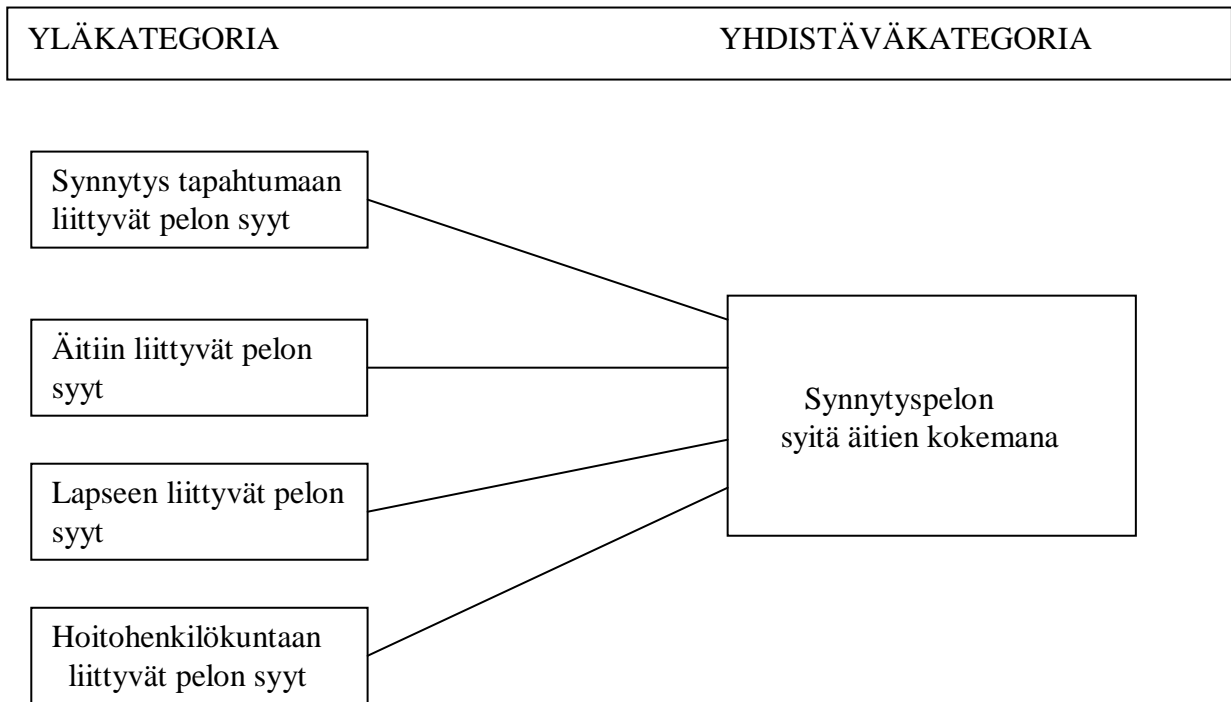 YLÄKATEGORIA YHDISTÄVÄKATEGORIA
Synnytys tapahtumaan
liittyvät pelon syyt
Äitiin liittyvät pelon
syyt
Lapseen liittyvät pelon
syyt
Hoitohenkilökuntaan
liittyvät pelon syyt
Synnytyspelon
syitä äitien kokemana